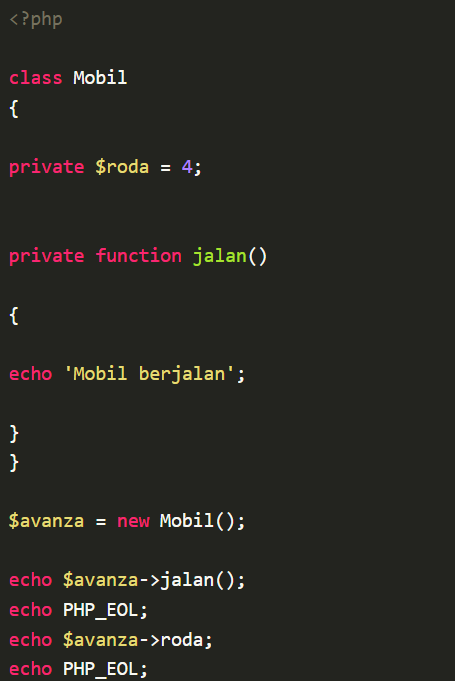 <?php
class Mobil
{
private $roda = 4;
private function jalan()
{
echo 'Mobil berjalan';
}
}
$avanza = new Mobil();
echo $avanza->jalan();
echo PHP_EOL;
echo $avanza->roda;
echo PHP_EOL;